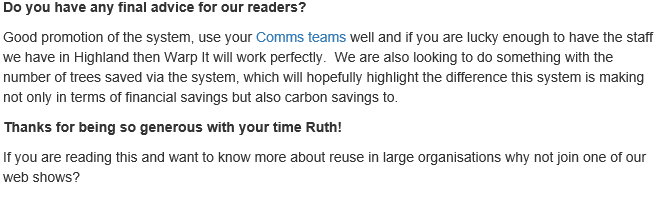 Do you have any final advice for our readers?
Good promotion of the system, use your Comms teams well and if you are lucky enough to have the staff
we have in Highland then Warp It will work perfectly.  We are also looking to do something with the
number of trees saved via the system, which will hopefully highlight the difference this system is making
not only in terms of financial savings but also carbon savings to.
Thanks for being so generous with your time Ruth!
If you are reading this and want to know more about reuse in large organisations why not join one of our
web shows?